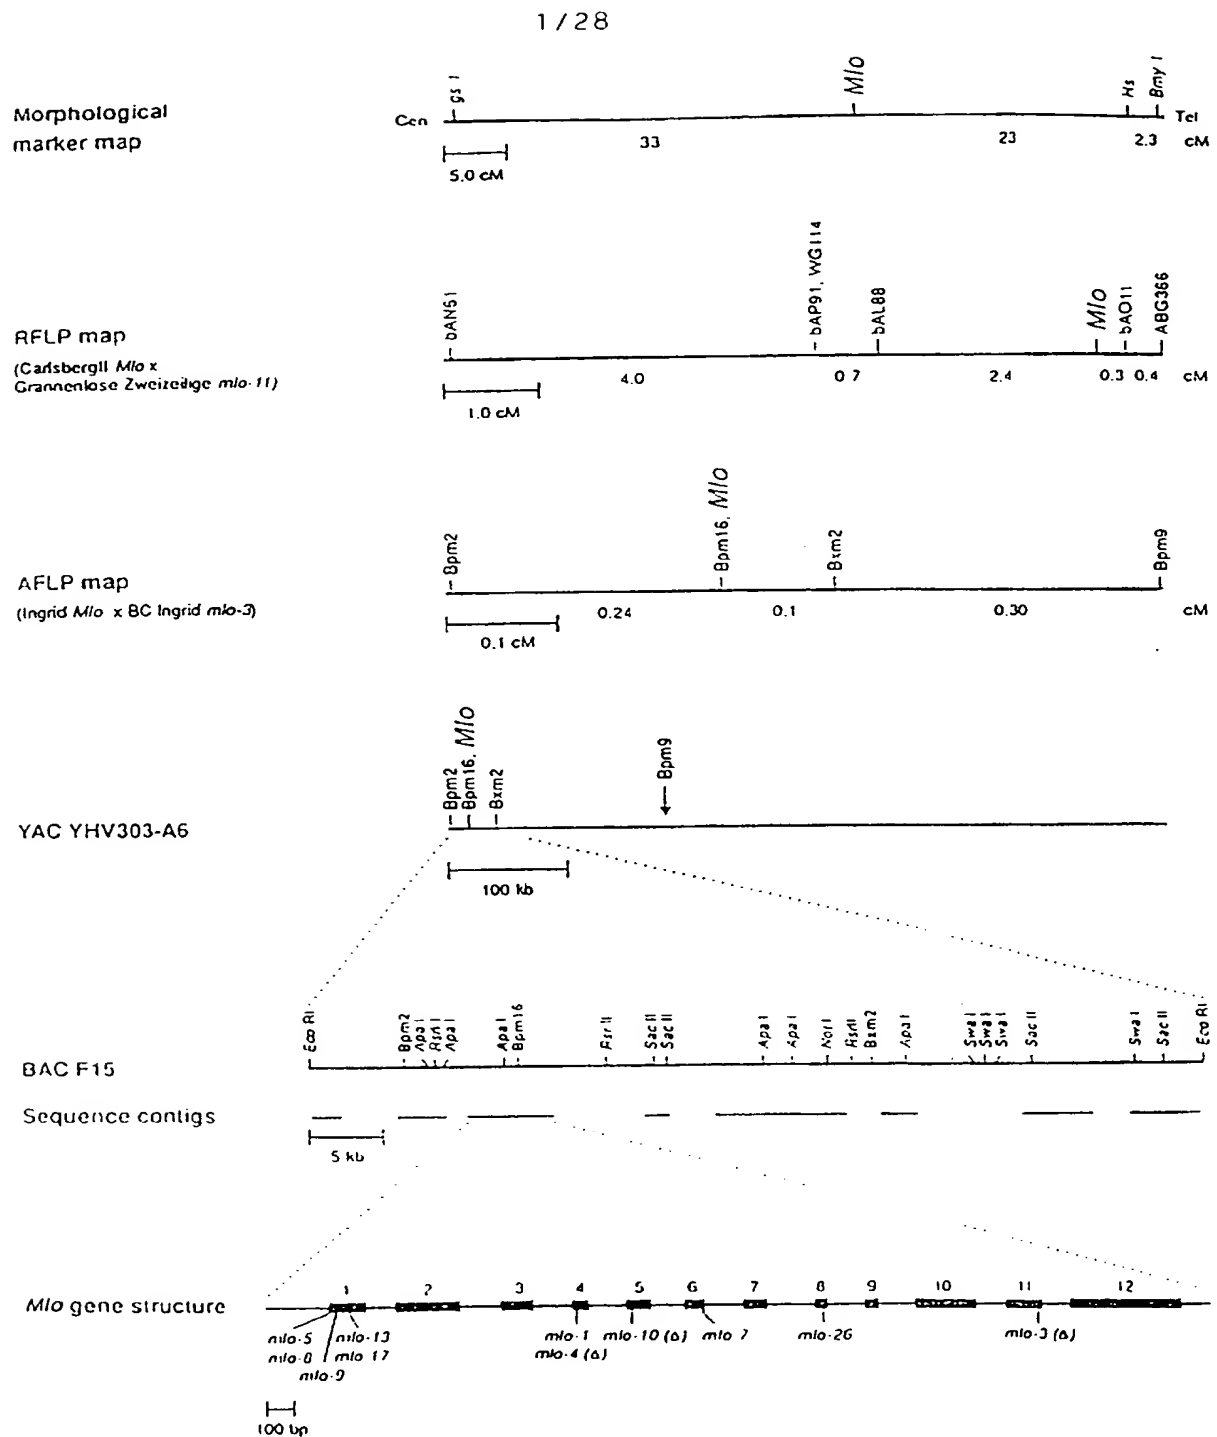 1/28
Morphological
marker map
Cen
gs 1
Mlo
Hs
Bmy 1
Tel
33
23
2.3
cM
5.0 cM
RFLP map
(Carlsbergll Mlo x
Grannenlose Zweizeilige mlo-11)
bAN51
bAP91, WG114
bAL88
Mlo
bAO11
ABG366
4.0
0.7
2.4
0.3
0.4
cM
1.0 cM
AFLP map
(Ingrid Mlo x BC Ingrid mlo-3)
Bpm2
Bpm16, Mlo
Bxm2
Bpm9
0.24
0.1
0.30
cM
0.1 cM
YAC YHV303-A6
Bpm2
Bpm16, Mlo
Bxm2
Bpm9
100 kb
BAC F15
Eco RI
Bpm2
Apa I
Rsr I
Apa I
Apa I
Bpm16
Rsr II
Sac II
Sac II
Apa I
Apa I
Not I
RsrII
Bxm2
Apa I
Swa I
Swa I
Swa I
Sac II
Swa I
Sac II
Eco RI
Sequence contigs
5 kb
Mlo gene structure
1 2 3 4 5 6 7 8 9 10 11 12
mlo-5 mlo-13 mlo-1 mlo-10 (Δ) mlo 7 mlo-26 mlo-3 (Δ)
mlo-8 mlo 17 mlo-4 (Δ)
mlo-9
100 bp